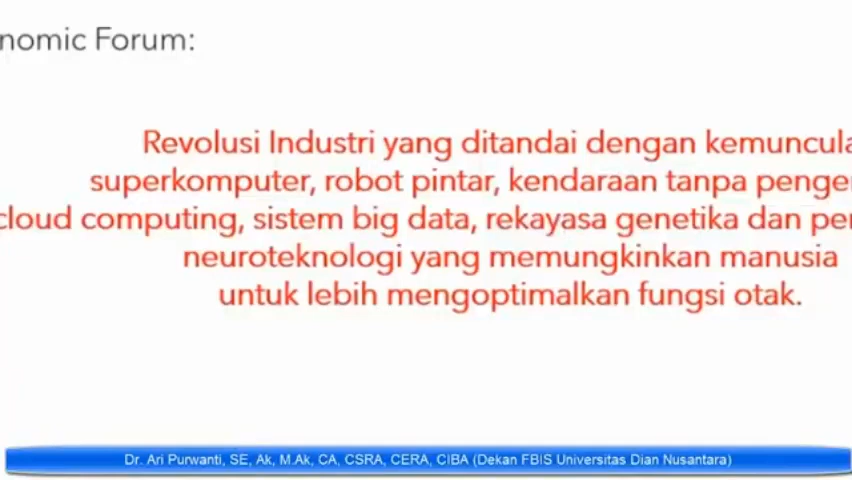 nomic Forum:
Revolusi Industri yang ditandai dengan kemuncula
superkomputer, robot pintar, kendaraan tanpa penge
cloud computing, sistem big data, rekayasa genetika dan pe
neuroteknologi yang memungkinkan manusia
untuk lebih mengoptimalkan fungsi otak.
Dr. Ari Purwanti, SE, Ak, M.Ak, CA, CSRA, CERA, CIBA (Dekan FBIS Universitas Dian Nusantara)